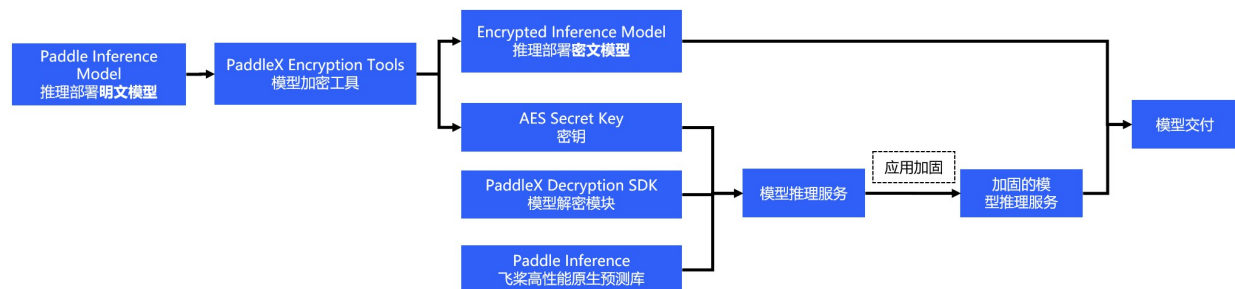 Paddle Inference
Model
推理部署明文模型
PaddleX Encryption Tools
模型加密工具
Encrypted Inference Model
推理部署密文模型
AES Secret Key
密钥
PaddleX Decryption SDK
模型解密模块
Paddle Inference
飞桨高性能原生预测库
模型推理服务
应用加固
加固的模
型推理服务
模型交付